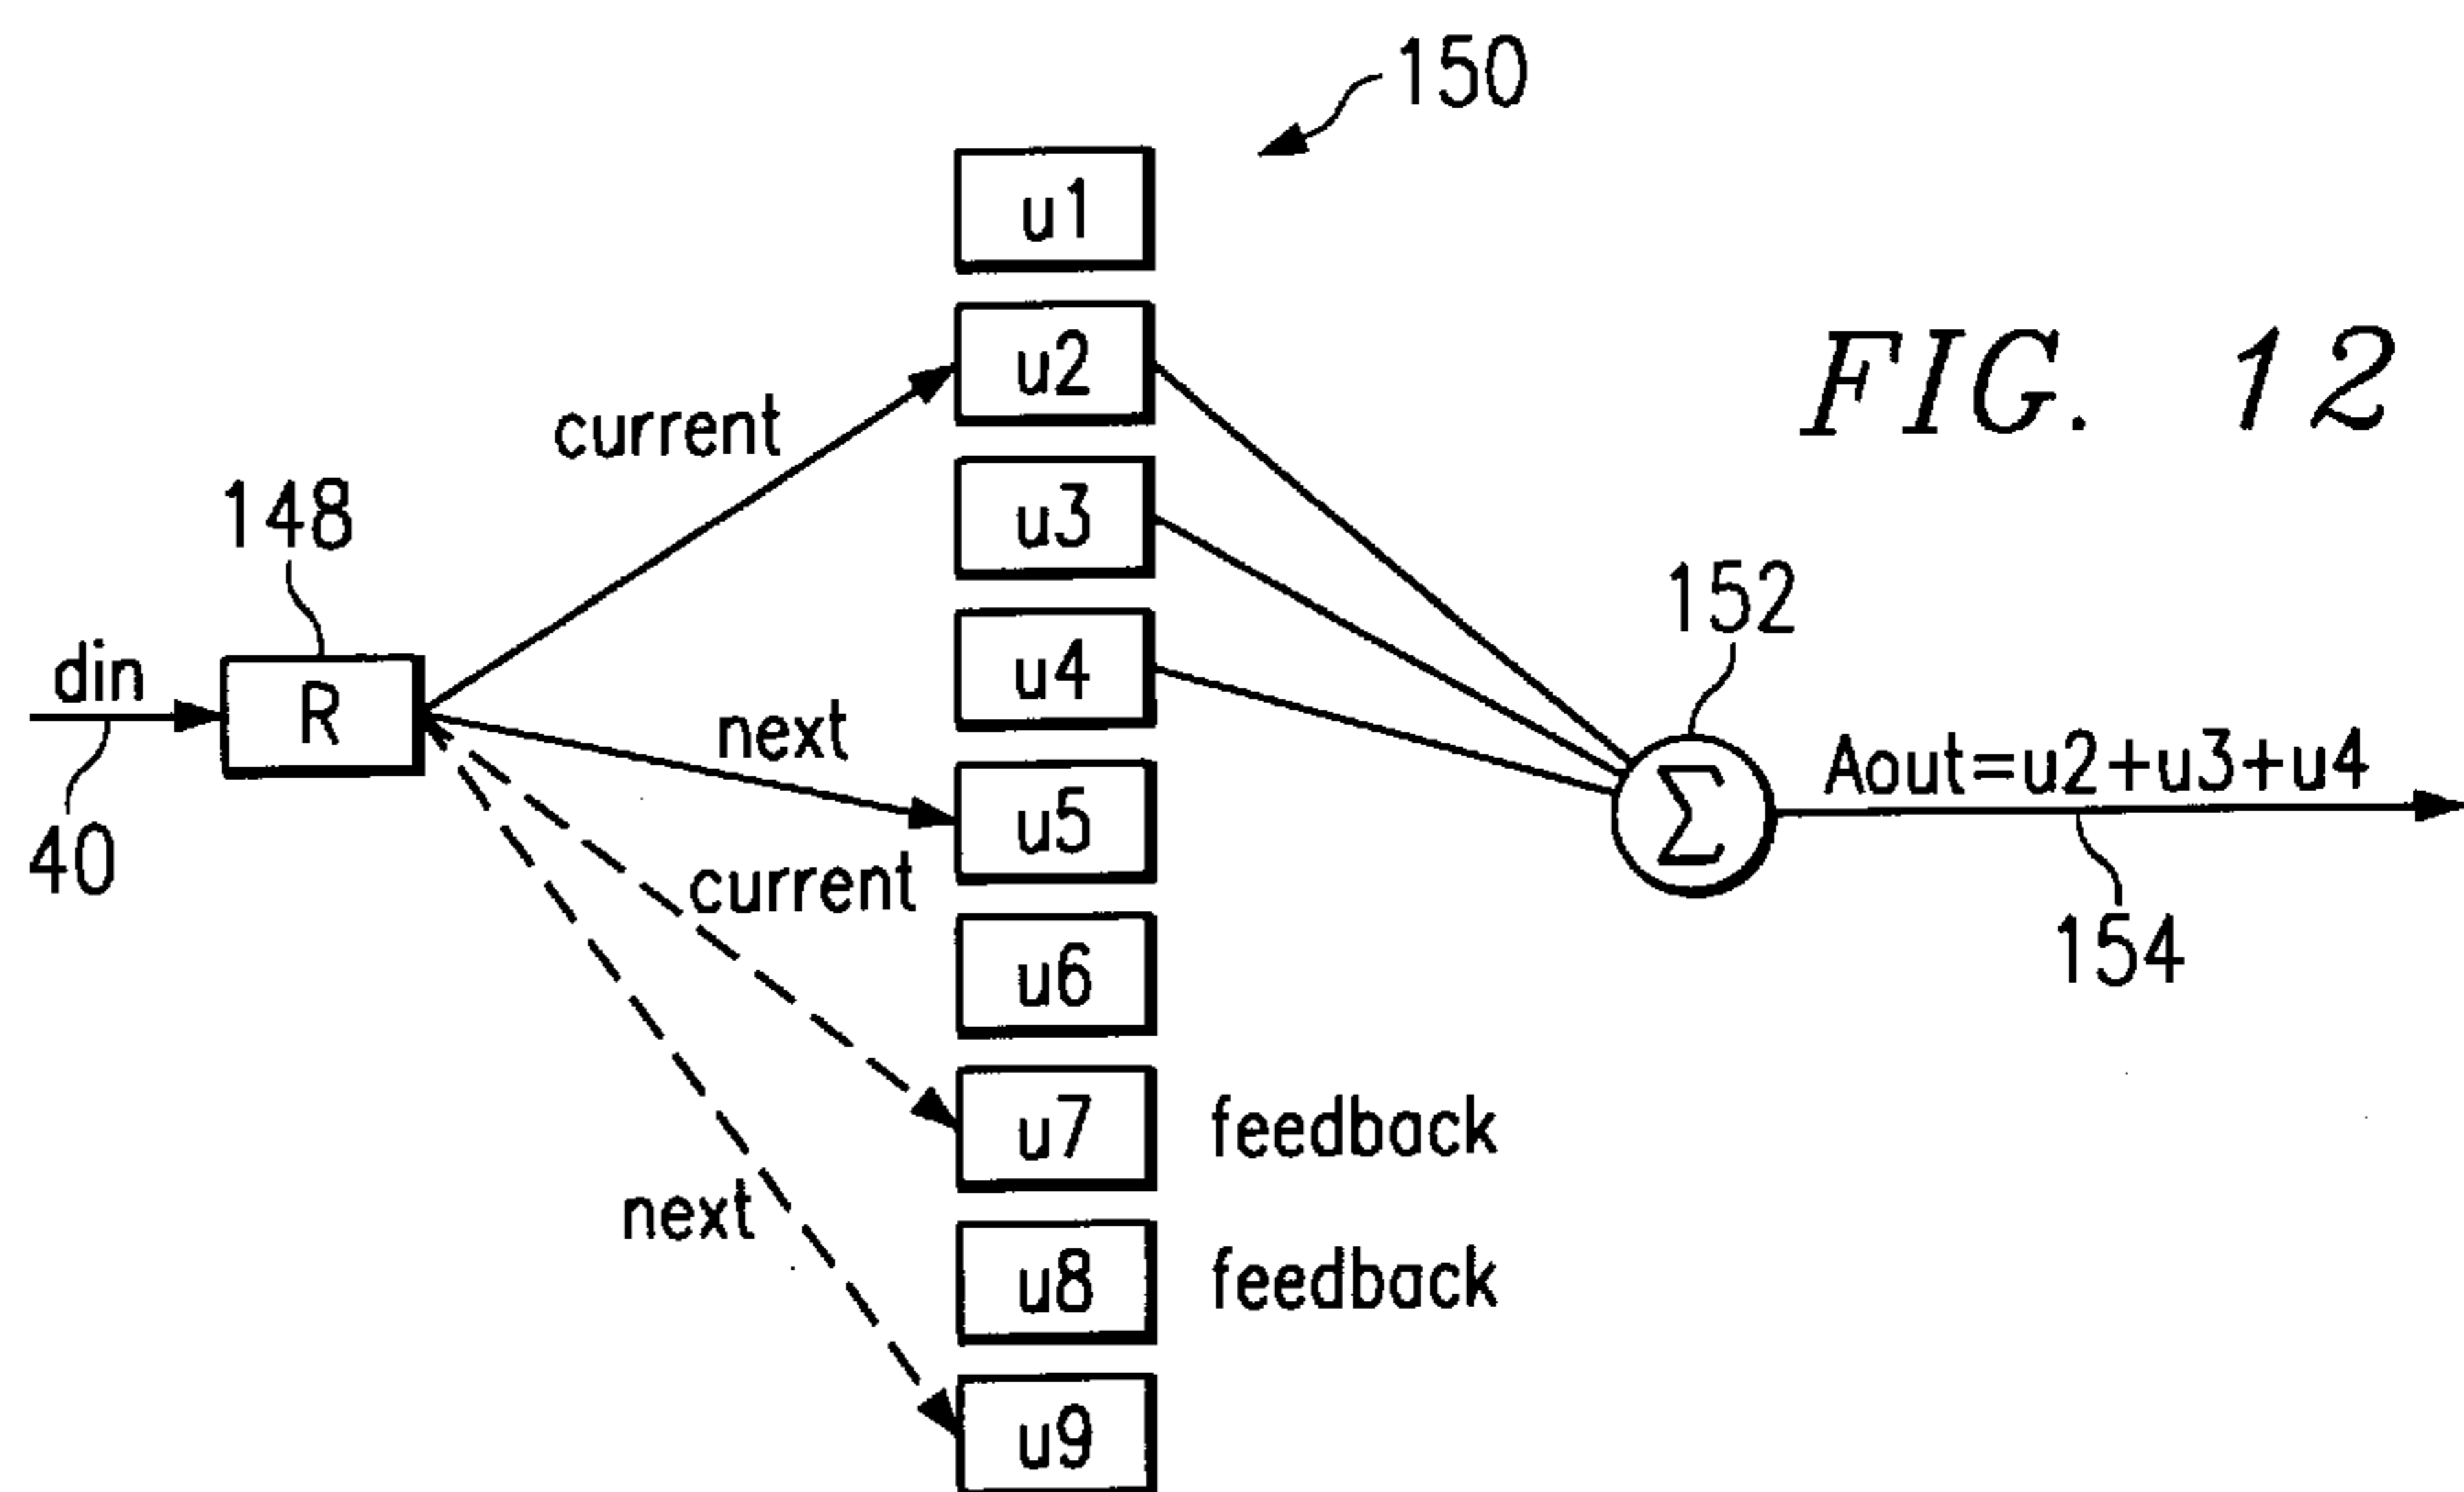 150
u1
FIG. 12
u2
current
u3
148
152
u4
din
R
next
Aout=u2+u3+u4
Σ
u5
40
current
154
u6
u7 feedback
next
u8 feedback
u9